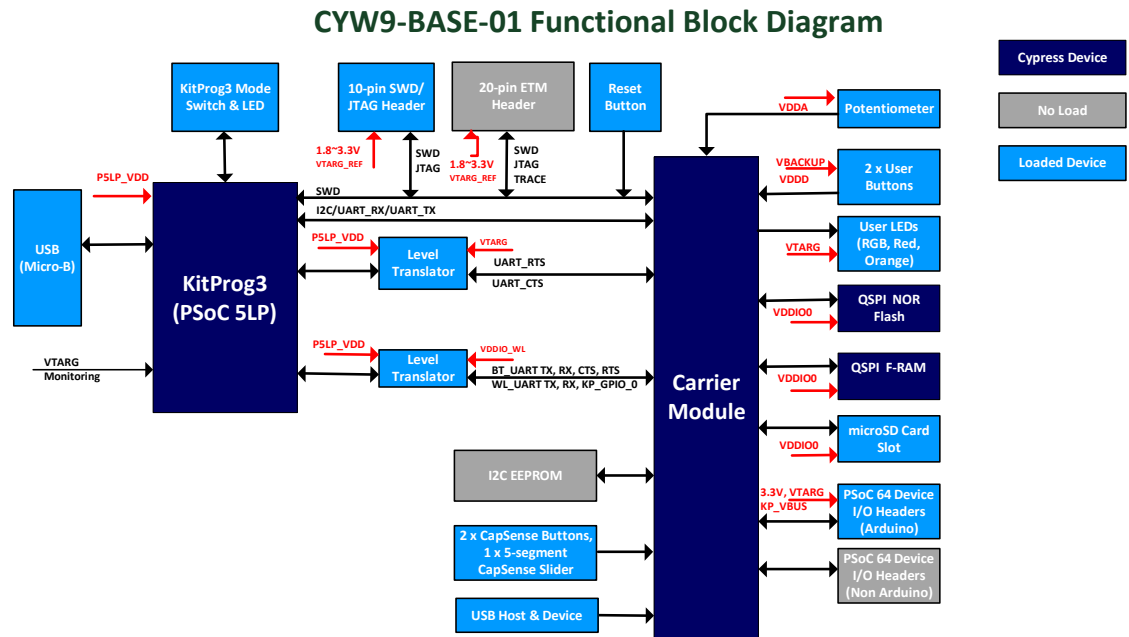 CYW9-BASE-01 Functional Block Diagram
Cypress Device
No Load
Loaded Device
KitProg3 Mode
Switch & LED
10-pin SWD/
JTAG Header
20-pin ETM
Header
Reset
Button
Potentiometer
VDDA
1.8~3.3V
VTARG_REF
SWD
JTAG
1.8~3.3V
VTARG_REF
SWD
JTAG
TRACE
VBACKUP
VDDD
2 x User
Buttons
P5LP_VDD
SWD
I2C/UART_RX/UART_TX
USB
(Micro-B)
KitProg3
(PSoC 5LP)
P5LP_VDD
Level
Translator
VTARG
UART_RTS
UART_CTS
User LEDs
(RGB, Red,
Orange)
VTARG
QSPI NOR
Flash
VDDIO0
VTARG
Monitoring
P5LP_VDD
Level
Translator
VDDIO_WL
BT_UART TX, RX, CTS, RTS
WL_UART TX, RX, KP_GPIO_0
Carrier
Module
QSPI F-RAM
VDDIO0
microSD Card
Slot
VDDIO0
I2C EEPROM
3.3V, VTARG
KP_VBUS
PSoC 64 Device
I/O Headers
(Arduino)
2 x CapSense Buttons,
1 x 5-segment
CapSense Slider
PSoC 64 Device
I/O Headers
(Non Arduino)
USB Host & Device